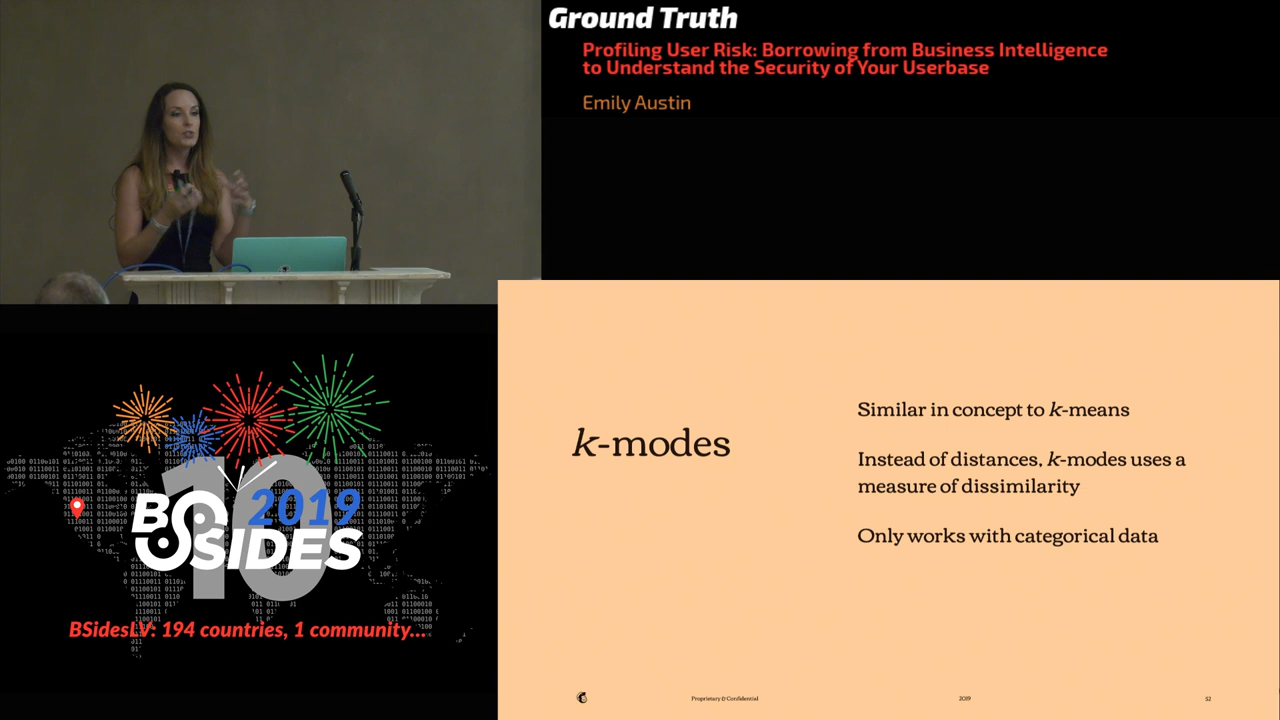 Ground Truth
Profiling User Risk: Borrowing from Business Intelligence
to Understand the Security of Your Userbase
Emily Austin
k-modes
Similar in concept to k-means
Instead of distances, k-modes uses a
measure of dissimilarity
Only works with categorical data
10
2019
BSIDES
BSidesLV: 194 countries, 1 community...
Proprietary & Confidential
2019
52